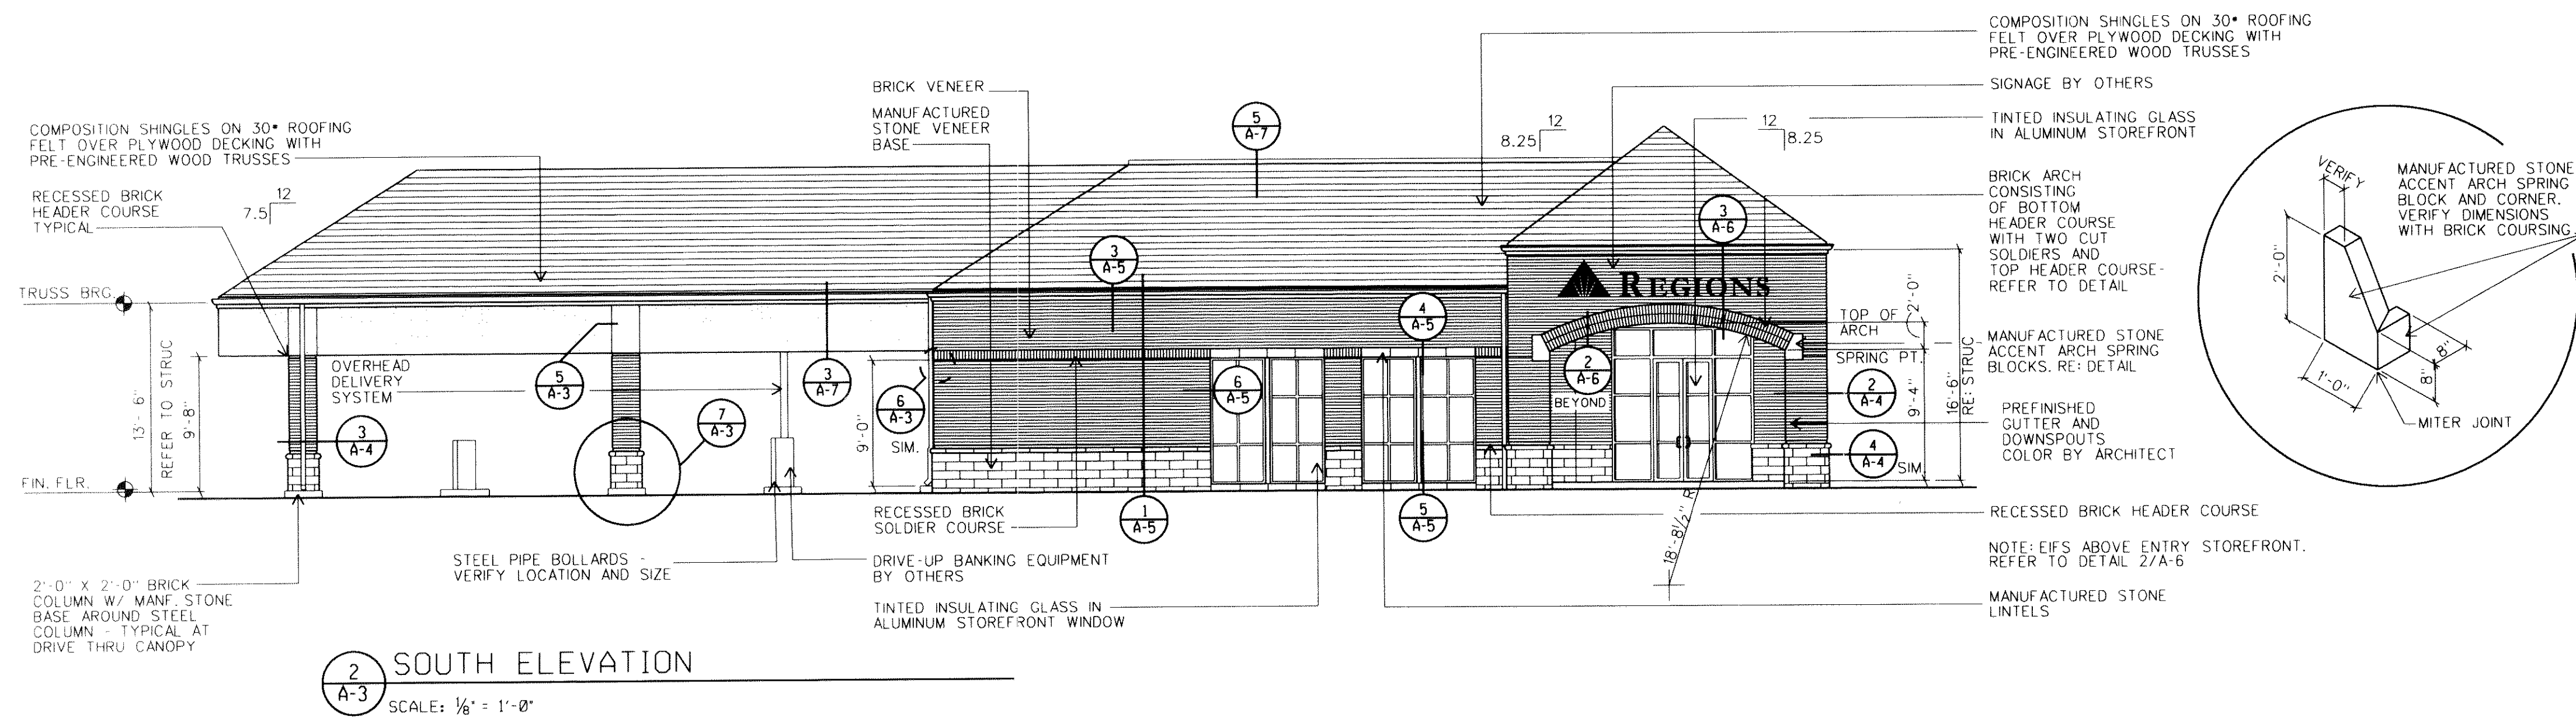 COMPOSITION SHINGLES ON 30• ROOFING
FELT OVER PLYWOOD DECKING WITH
PRE-ENGINEERED WOOD TRUSSES
RECESSED BRICK
HEADER COURSE
TYPICAL
12
7.5
TRUSS BRG.
13'-6"
REFER TO STRUC
9'-8"
FIN. FLR.
2'-0" X 2'-0" BRICK
COLUMN W/ MANF. STONE
BASE AROUND STEEL
COLUMN - TYPICAL AT
DRIVE THRU CANOPY
OVERHEAD
DELIVERY
SYSTEM
3
A-4
5
A-3
7
A-3
3
A-7
STEEL PIPE BOLLARDS -
VERIFY LOCATION AND SIZE
BRICK VENEER
MANUFACTURED
STONE VENEER
BASE
9'-0"
6
A-3
SIM.
3
A-5
5
A-7
RECESSED BRICK
SOLDIER COURSE
1
A-5
DRIVE-UP BANKING EQUIPMENT
BY OTHERS
TINTED INSULATING GLASS IN
ALUMINUM STOREFRONT WINDOW
6
A-5
4
A-5
5
A-5
12
8.25
12
8.25
3
A-6
REGIONS
2
A-6
BEYOND
TOP OF
ARCH
SPRING PT.
2'-0"
9'-4"
16'-6"
RE: STRUC
2
A-4
4
A-4
SIM.
18'-8½" R
COMPOSITION SHINGLES ON 30• ROOFING
FELT OVER PLYWOOD DECKING WITH
PRE-ENGINEERED WOOD TRUSSES
SIGNAGE BY OTHERS
TINTED INSULATING GLASS
IN ALUMINUM STOREFRONT
BRICK ARCH
CONSISTING
OF BOTTOM
HEADER COURSE
WITH TWO CUT
SOLDIERS AND
TOP HEADER COURSE-
REFER TO DETAIL
MANUFACTURED STONE
ACCENT ARCH SPRING
BLOCKS. RE: DETAIL
PREFINISHED
GUTTER AND
DOWNSPOUTS
COLOR BY ARCHITECT
RECESSED BRICK HEADER COURSE
NOTE: EIFS ABOVE ENTRY STOREFRONT.
REFER TO DETAIL 2/A-6
MANUFACTURED STONE
LINTELS
VERIFY
MANUFACTURED STONE
ACCENT ARCH SPRING
BLOCK AND CORNER.
VERIFY DIMENSIONS
WITH BRICK COURSING.
2'-0"
1'-0"
8"
8"
MITER JOINT
2
A-3
SOUTH ELEVATION
SCALE: ⅛" = 1'-0"